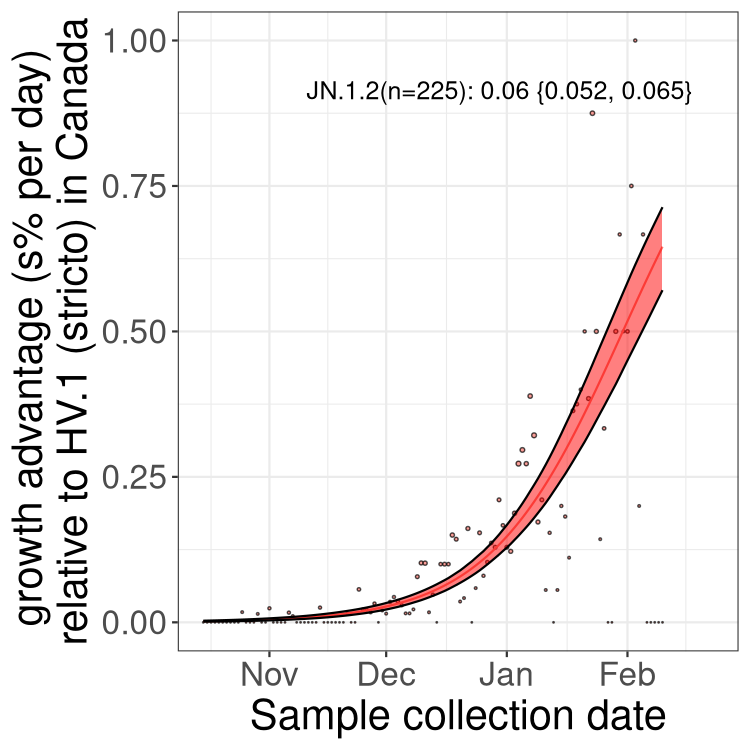 growth advantage (s% per day)
relative to HV.1 (stricto) in Canada
1.00
0.75
0.50
0.25
0.00
JN.1.2(n=225): 0.06 {0.052, 0.065}
Nov Dec Jan Feb
Sample collection date